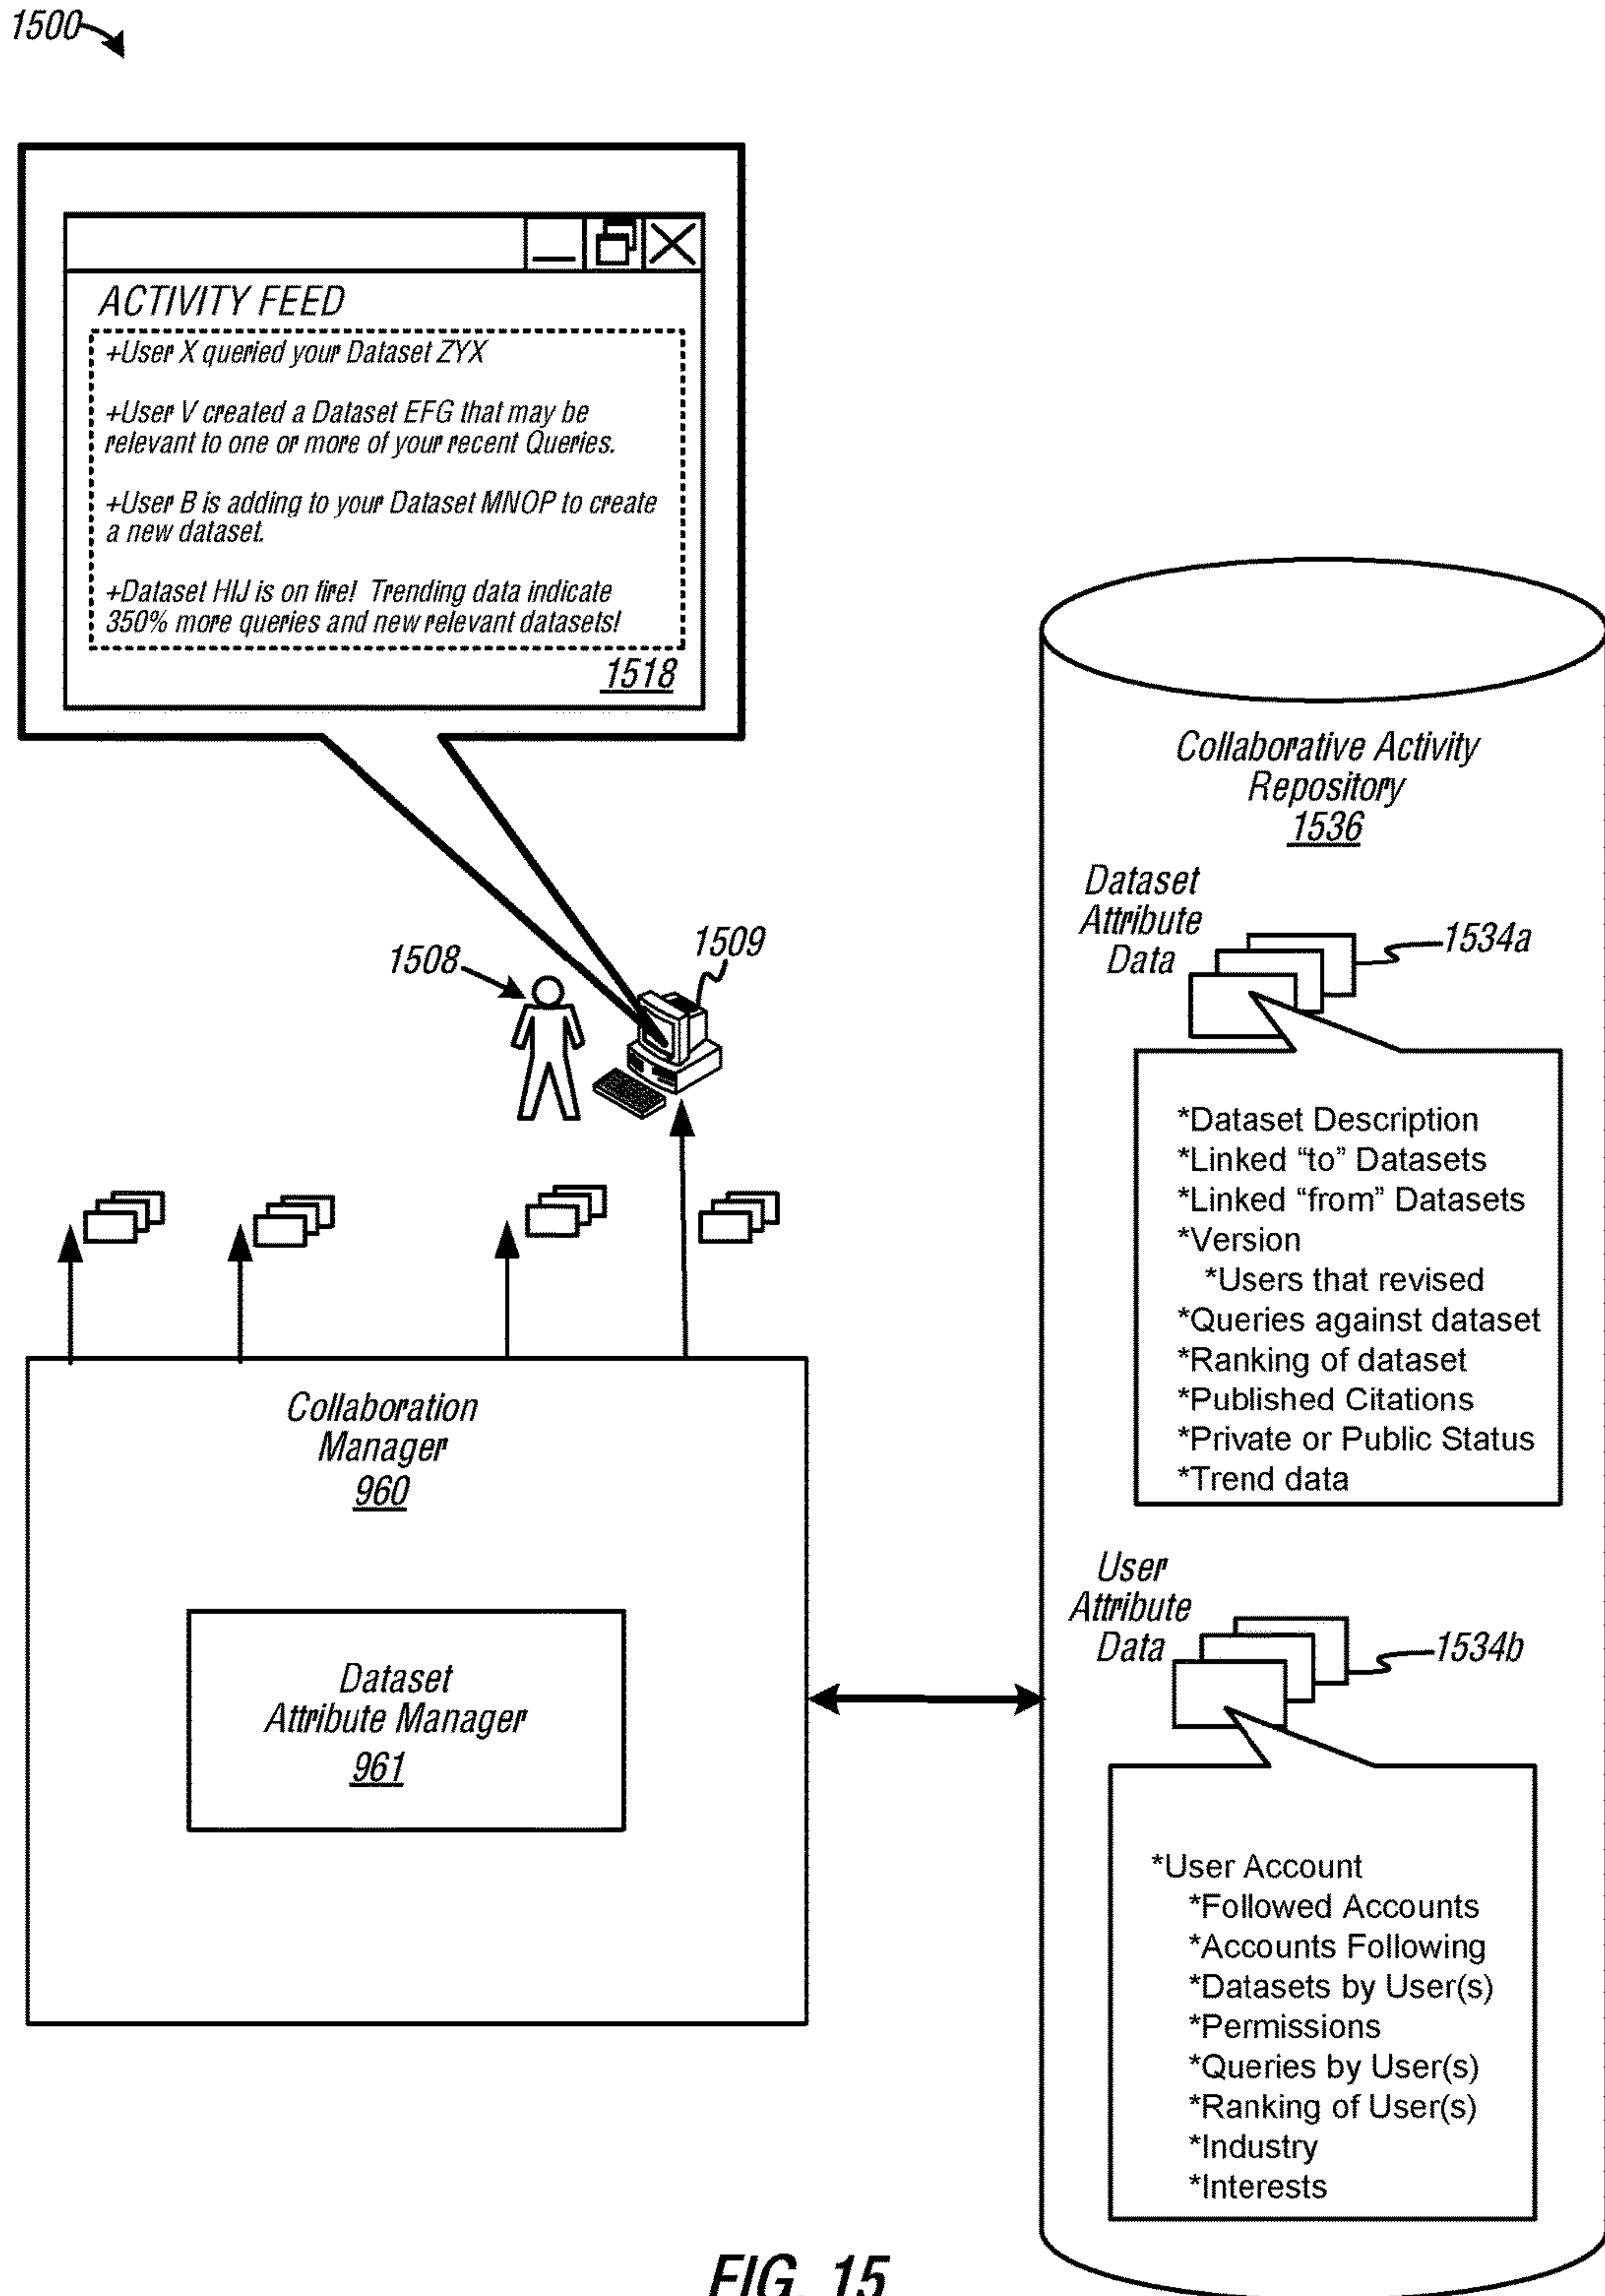 1500
ACTIVITY FEED
+User X queried your Dataset ZYX
+User V created a Dataset EFG that may be
relevant to one or more of your recent Queries.
+User B is adding to your Dataset MNOP to create
a new dataset.
+Dataset HIJ is on fire! Trending data indicate
350% more queries and new relevant datasets!
1518
1508
1509
Collaboration
Manager
960
Dataset
Attribute Manager
961
Collaborative Activity
Repository
1536
Dataset
Attribute
Data
1534a
*Dataset Description
*Linked “to” Datasets
*Linked “from” Datasets
*Version
*Users that revised
*Queries against dataset
*Ranking of dataset
*Published Citations
*Private or Public Status
*Trend data
User
Attribute
Data
1534b
*User Account
*Followed Accounts
*Accounts Following
*Datasets by User(s)
*Permissions
*Queries by User(s)
*Ranking of User(s)
*Industry
*Interests
FIG. 15